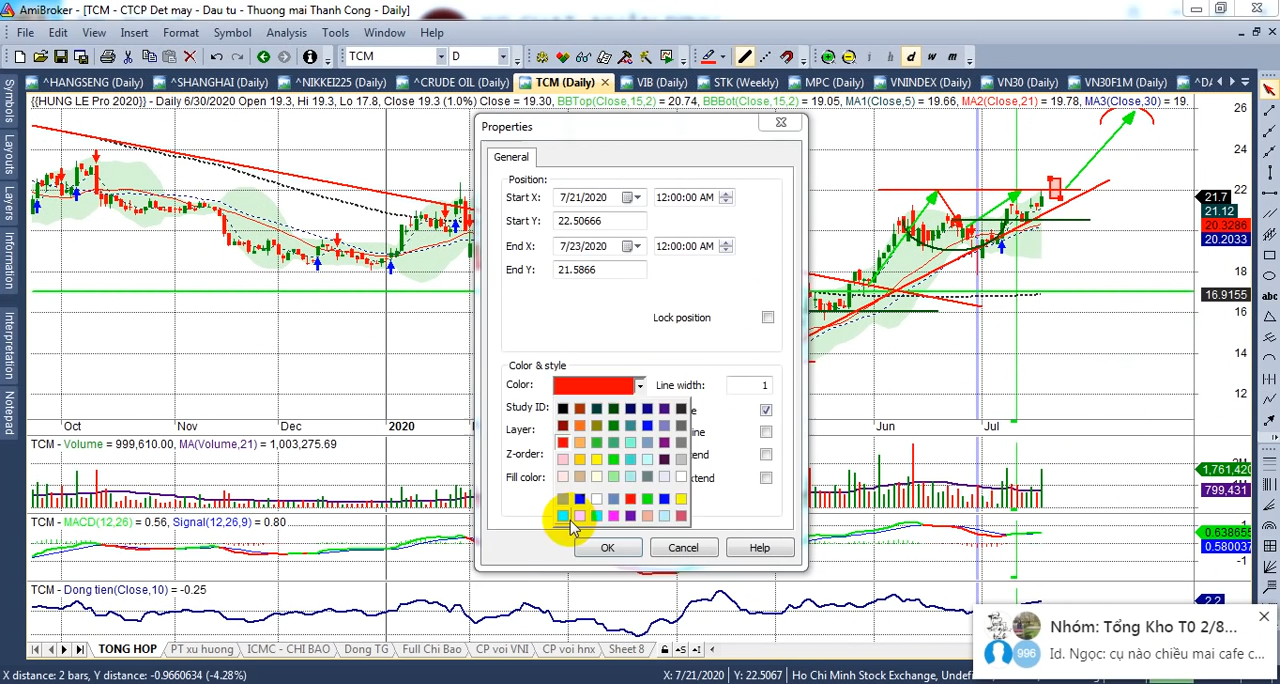 AmiBroker - [TCM - CTCP Det may - Dau tu - Thuong mai Thanh Cong - Daily]
File Edit View Insert Format Symbol Analysis Tools Window Help
TCM D d w m
^HANGSENG (Daily) ^SHANGHAI (Daily) ^NIKKEI225 (Daily) ^CRUDE OIL (Daily) TCM (Daily) VIB (Daily) STK (Weekly) MPC (Daily) VNINDEX (Daily) VN30 (Daily) VN30F1M (Daily)
{{HUNG LE Pro 2020}} - Daily 6/30/2020 Open 19.3, Hi 19.3, Lo 17.8, Close 19.3 (1.0%) Close = 19.30, BBTop(Close,15,2) = 20.74, BBBot(Close,15,2) = 19.05, MA1(Close,5) = 19.66, MA2(Close,21) = 19.78, MA3(Close,30) = 19.
Symbols
Layouts
Layers
Information
Interpretation
Notepad
26
24
22
21.7
21.12
20.3286
20.2033
18
16.9155
16
14
12
Properties
General
Position:
Start X: 7/21/2020 12:00:00 AM
Start Y: 22.510666
End X: 7/23/2020 12:00:00 AM
End Y: 21.5866
Lock position
Color & style
Color: Line width: 1
Study ID:
Layer:
Z-order:
Fill color:
OK Cancel Help
Oct Nov Dec 2020 Jun Jul
TCM - Volume = 999,610.00, MA(Volume,21) = 1,003,275.69
1,761,420
799,431
TCM - MACD(12,26) = 0.56, Signal(12,26,9) = 0.80
0.638655
0.580037
-1
TCM - Dong tien(Close,10) = -0.25
2.2
Nhóm: Tổng Kho T0 2/8...
Id. Ngọc: cụ nào chiều mai cafe c...
996
TONG HOP PT xu huong ICMC - CHI BAO Dong TG Full Chi Bao CP voi VNI CP voi hnx Sheet 8
X distance: 2 bars, Y distance: -0.9660634 (-4.28%) X: 7/21/2020 Y: 22.5067 Ho Chi Minh Stock Exchange, Undef